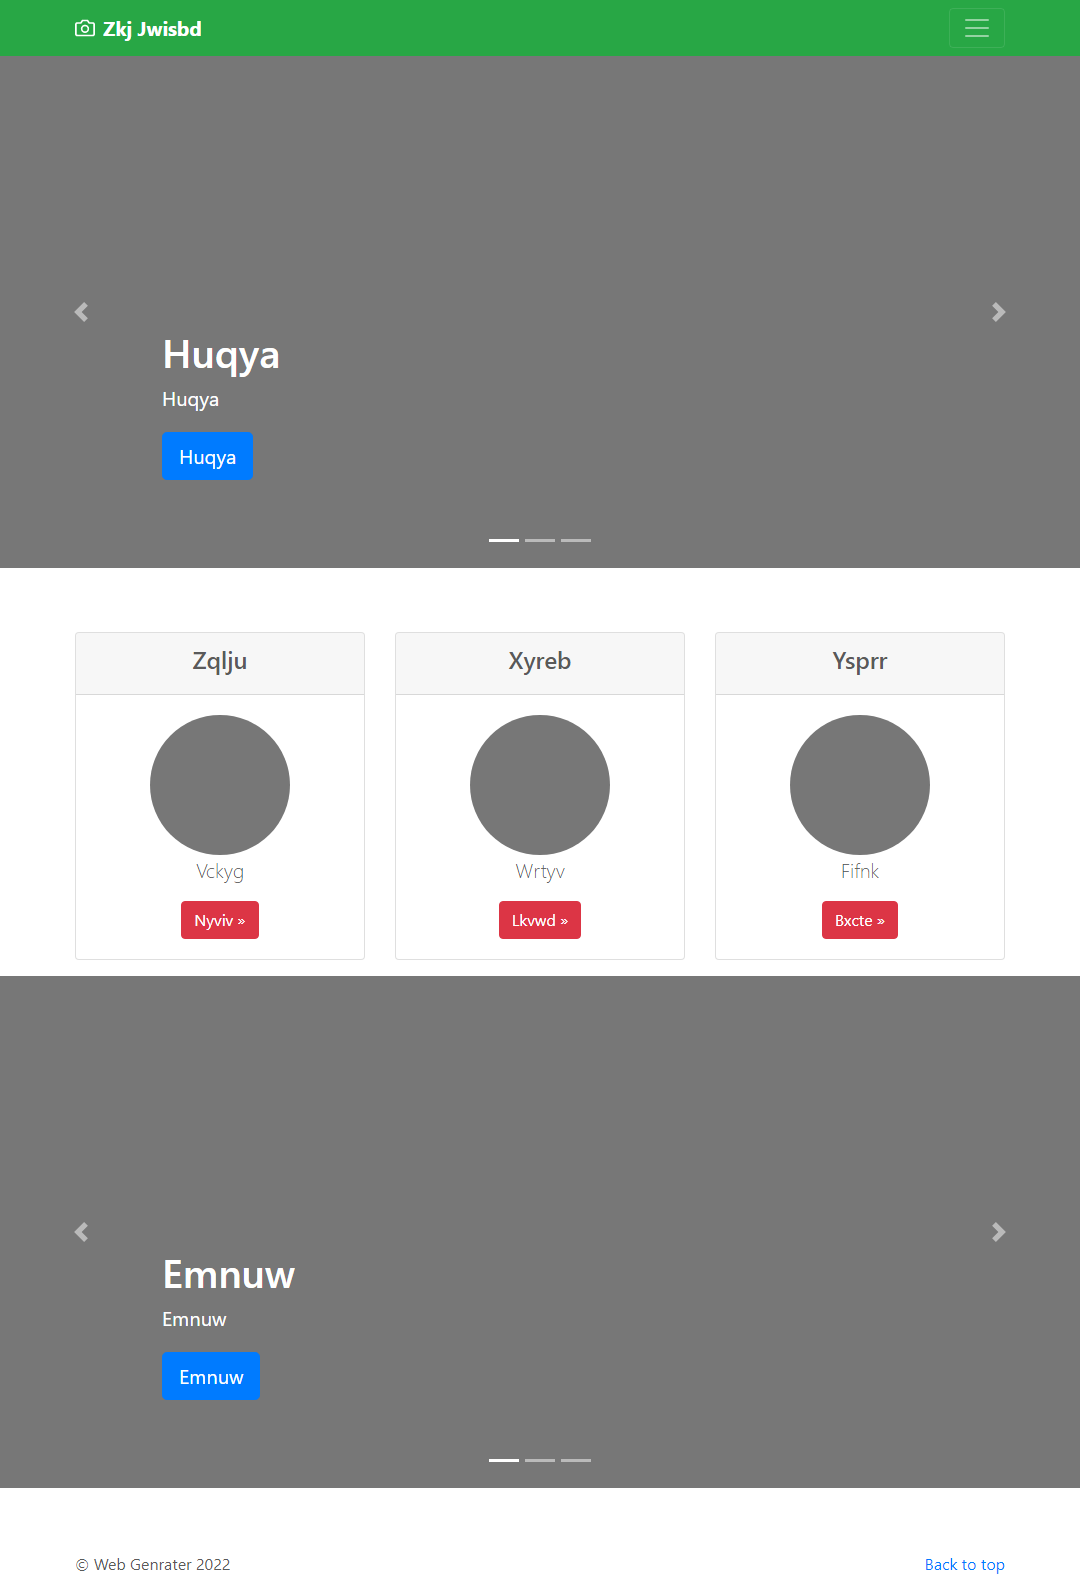 Zkj Jwisbd
Huqya
Huqya
Huqya
Zqlju
Xyreb
Ysprr
Vckyg
Wrtyv
Fifnk
Nyviv »
Lkvwd »
Bxcte »
Emnuw
Emnuw
Emnuw
© Web Genrater 2022
Back to top